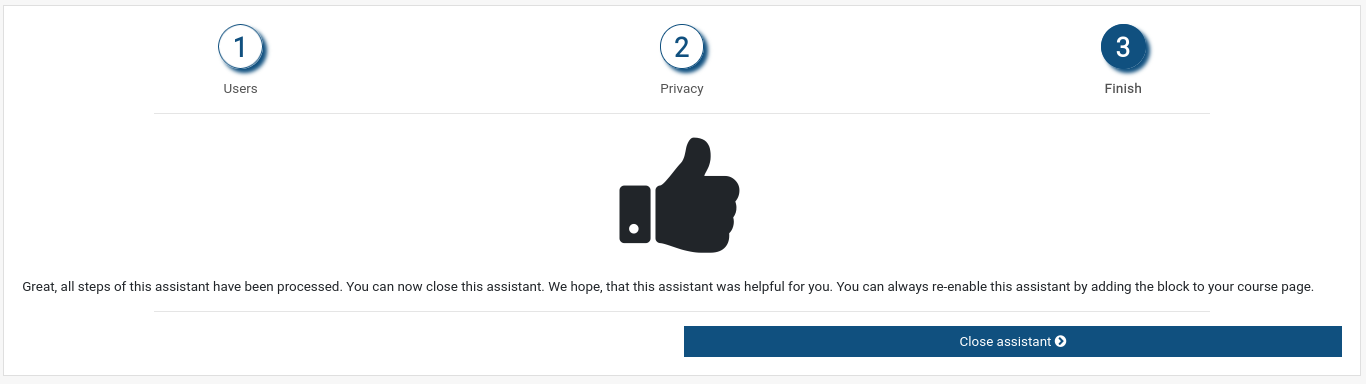 1
2
3
Users
Privacy
Finish
Great, all steps of this assistant have been processed. You can now close this assistant. We hope, that this assistant was helpful for you. You can always re-enable this assistant by adding the block to your course page.
Close assistant